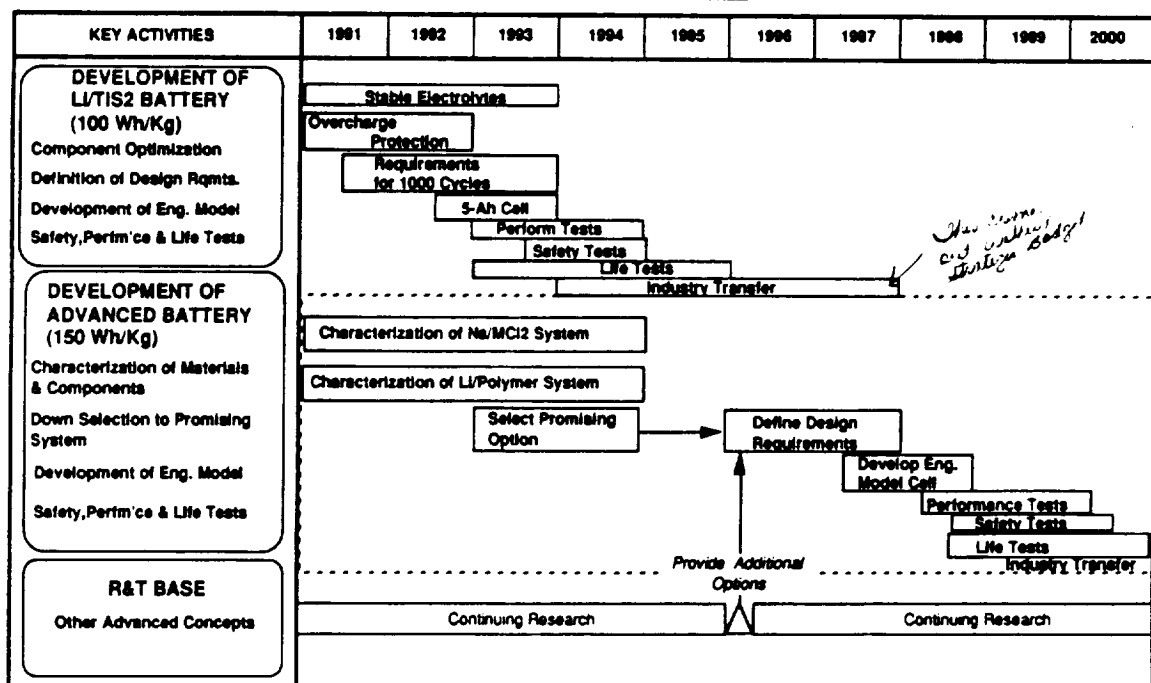 KEY ACTIVITIES 1991 1992 1993 1994 1995 1996 1997 1998 1999 2000
DEVELOPMENT OF
LI/TIS2 BATTERY
(100 Wh/Kg)
Component Optimization
Definition of Design Rqmts.
Development of Eng. Model
Safety,Perfm'ce & Life Tests
Stable Electrolytes
Overcharge
Protection
Requirements
for 1000 Cycles
5-Ah Cell
Perform Tests
Safety Tests
Life Tests
Industry Transfer
Budget
DEVELOPMENT OF
ADVANCED BATTERY
(150 Wh/Kg)
Characterization of Materials
& Components
Down Selection to Promising
System
Development of Eng. Model
Safety,Perfm'ce & Life Tests
Characterization of Na/MCl2 System
Characterization of Li/Polymer System
Select Promising
Option
Define Design
Requirements
Develop Eng.
Model Cell
Performance Tests
Safety Tests
Life Tests
Industry Transfer
Provide Additional
Options
R&T BASE
Other Advanced Concepts
Continuing Research
Continuing Research